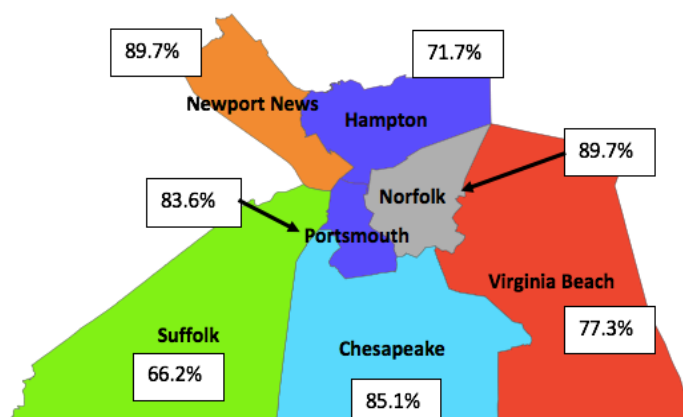 89.7%
71.7%
Newport News
Hampton
89.7%
83.6%
Norfolk
Portsmouth
Virginia Beach
77.3%
Suffolk
66.2%
Chesapeake
85.1%